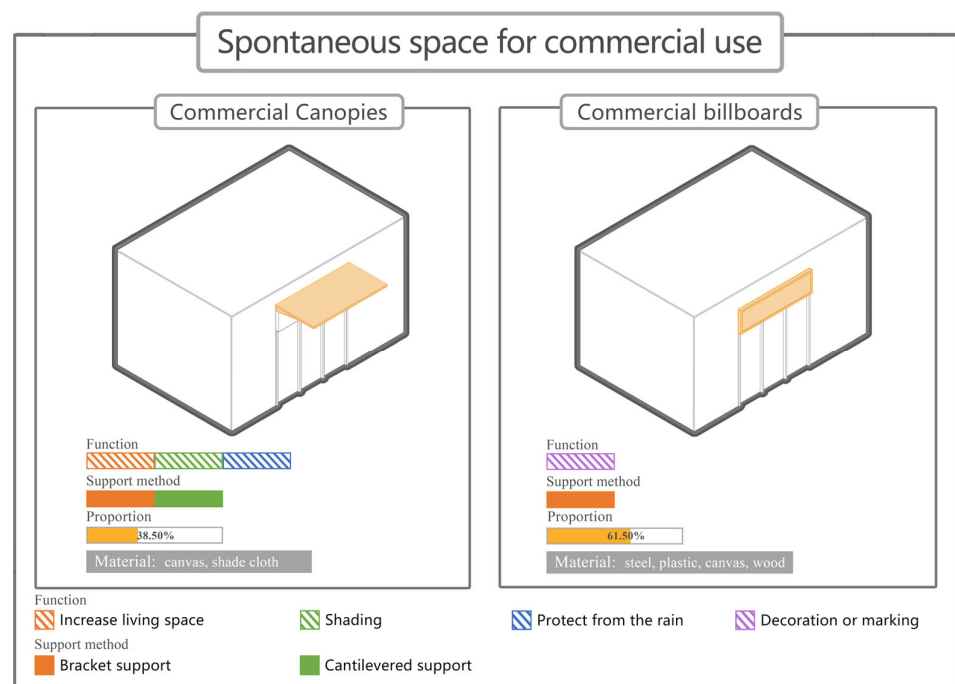 Spontaneous space for commercial use
Commercial Canopies
Commercial billboards
Function
Support method
Proportion
38.50%
Material: canvas, shade cloth
Function
Support method
Proportion
61.50%
Material: steel, plastic, canvas, wood
Function
Increase living space
Shading
Protect from the rain
Decoration or marking
Support method
Bracket support
Cantilevered support